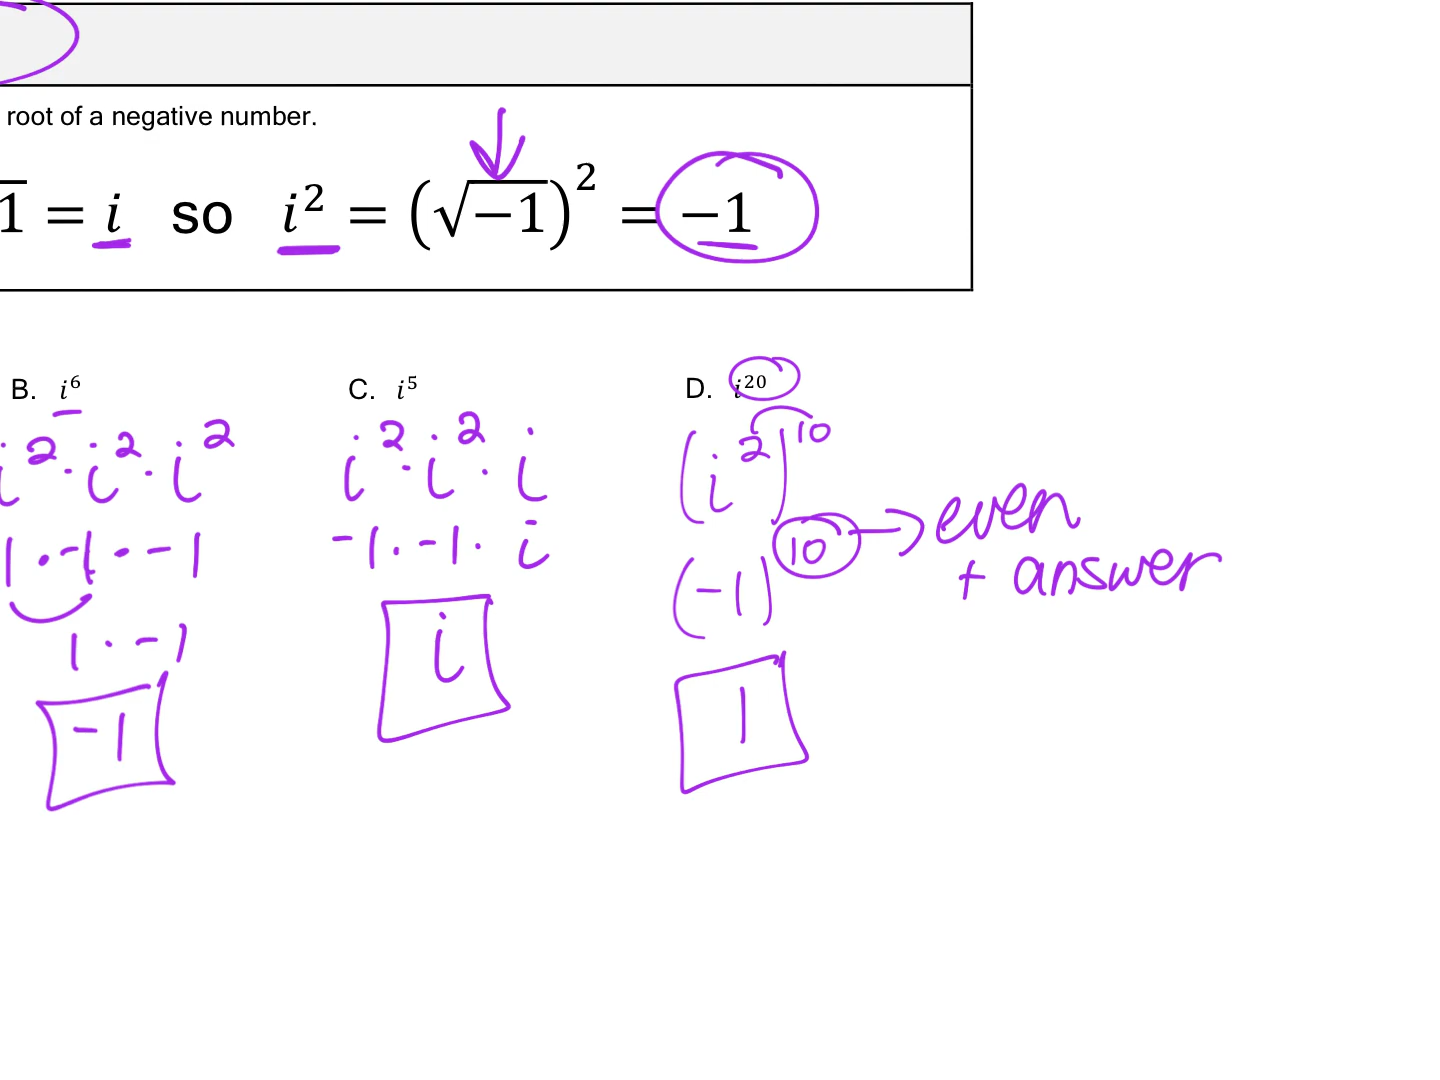 root of a negative number.
1 = i so i² = (√−1)² = −1
B. i⁶
i² · i² · i²
1 · -1 · -1
1 · -1
-1
C. i⁵
i² · i² · i
-1 · -1 · i
i
D. i²⁰
(i²)¹⁰
(-1)¹⁰ → even
+ answer
1